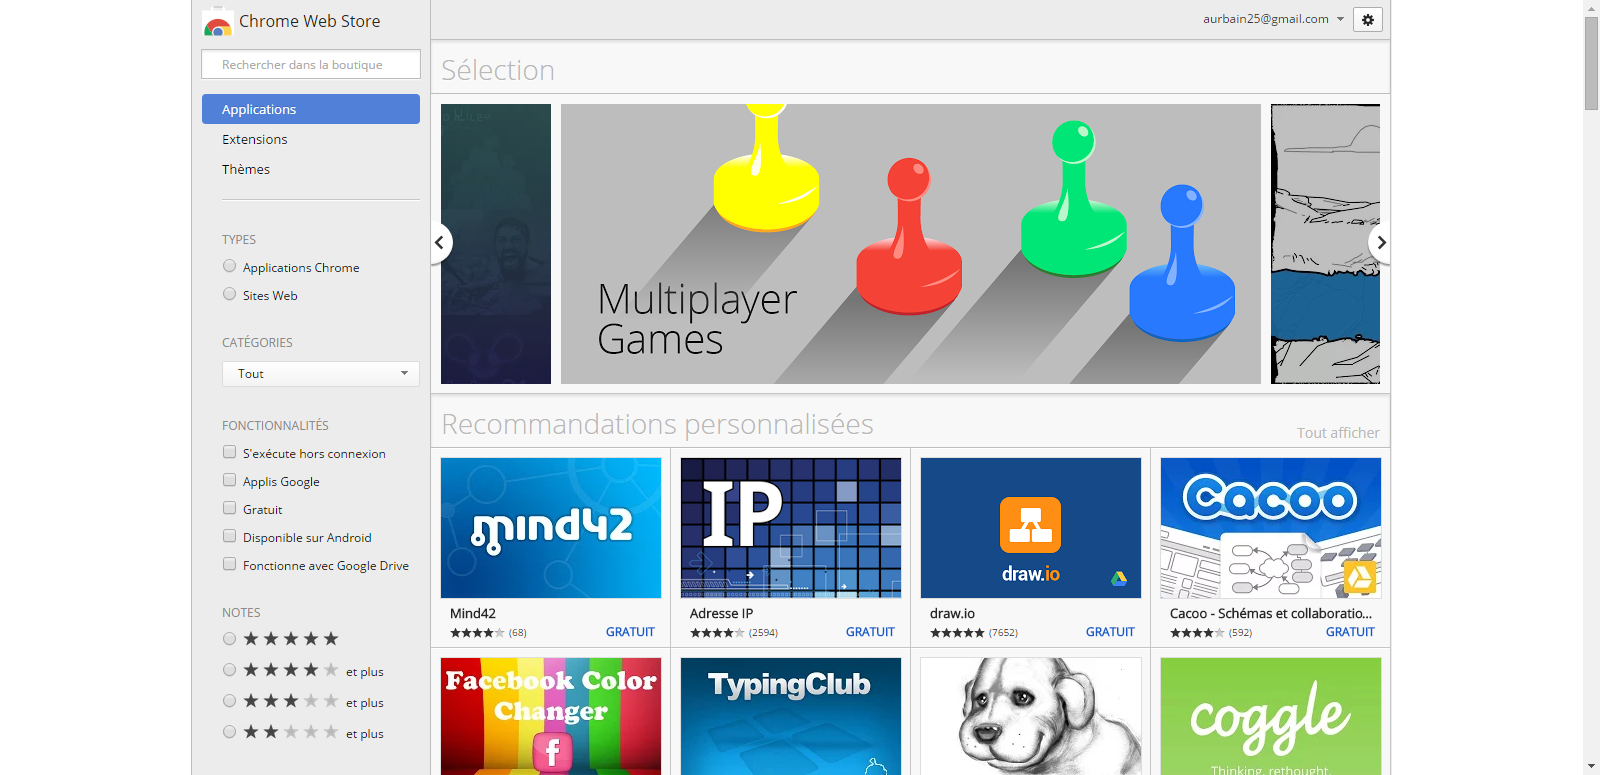 Chrome Web Store
aurbain25@gmail.com
Rechercher dans la boutique
Applications
Extensions
Thèmes
TYPES
Applications Chrome
Sites Web
CATÉGORIES
Tout
FONCTIONNALITÉS
S'exécute hors connexion
Applis Google
Gratuit
Disponible sur Android
Fonctionne avec Google Drive
NOTES
et plus
et plus
et plus
Sélection
Multiplayer
Games
Recommandations personnalisées
Tout afficher
mind42
Mind42
(68)
GRATUIT
IP
Adresse IP
(2594)
GRATUIT
draw.io
draw.io
(7652)
GRATUIT
Cacoo
Cacoo - Schémas et collaboratio...
(592)
GRATUIT
Facebook Color
Changer
f
TypingClub
coggle
Thinking, rethought.